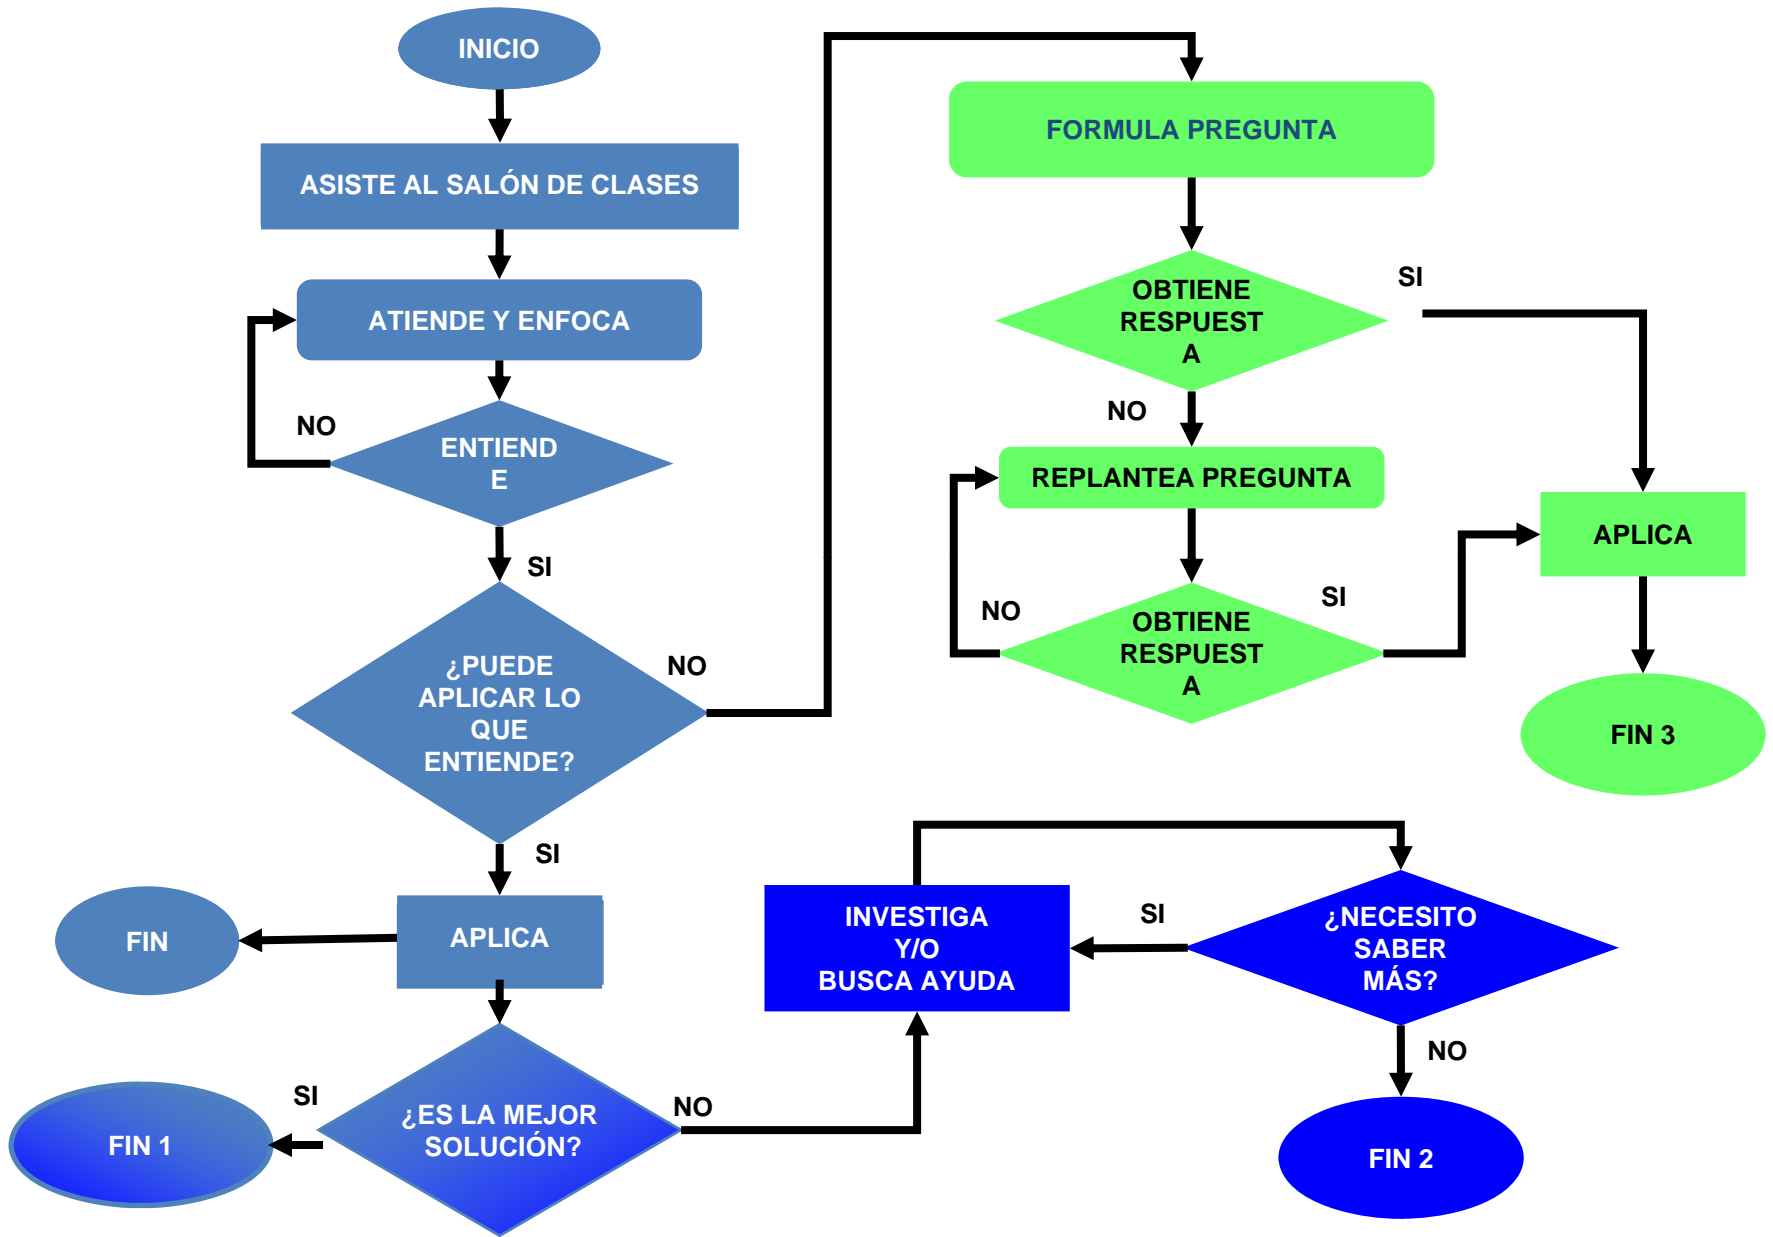 INICIO
ASISTE AL SALÓN DE CLASES
ATIENDE Y ENFOCA
NO
ENTIEND
E
SI
¿PUEDE
APLICAR LO
QUE
ENTIENDE?
NO
SI
APLICA
FIN
¿ES LA MEJOR
SOLUCIÓN?
SI
FIN 1
NO
INVESTIGA
Y/O
BUSCA AYUDA
SI
¿NECESITO
SABER
MÁS?
NO
FIN 2
FORMULA PREGUNTA
OBTIENE
RESPUEST
A
SI
NO
REPLANTEA PREGUNTA
OBTIENE
RESPUEST
A
NO
SI
APLICA
FIN 3